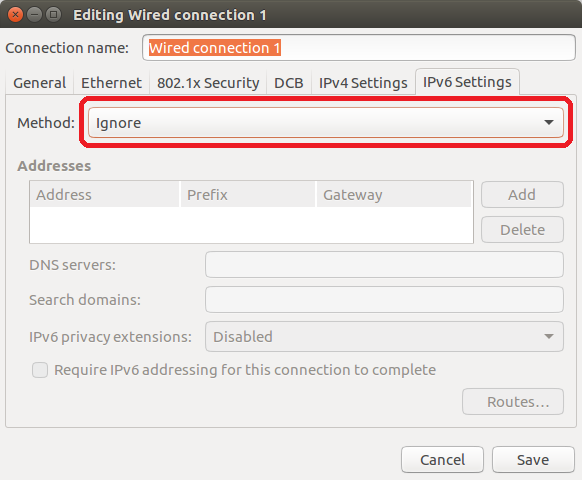 Editing Wired connection 1
Connection name: Wired connection 1
General Ethernet 802.1x Security DCB IPv4 Settings IPv6 Settings
Method: Ignore
Addresses
Address Prefix Gateway Add
Delete
DNS servers:
Search domains:
IPv6 privacy extensions: Disabled
Require IPv6 addressing for this connection to complete
Routes...
Cancel Save